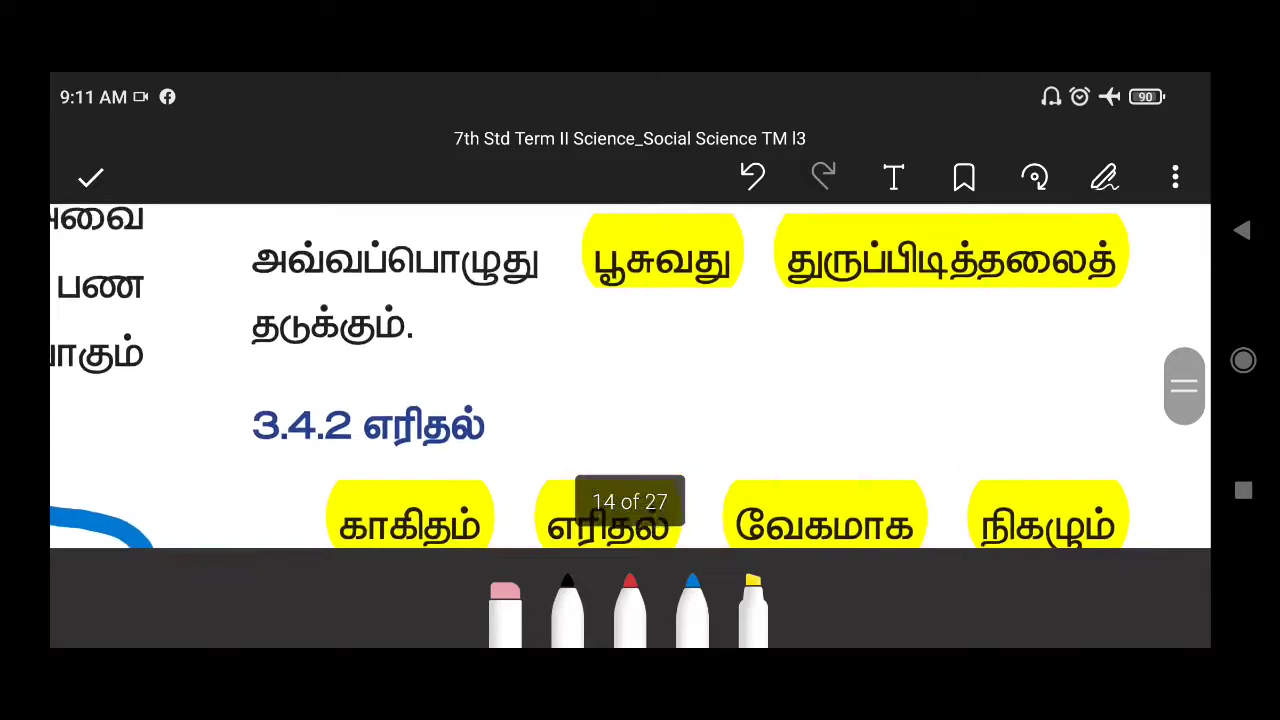 9:11 AM
90
7th Std Term II Science_Social Science TM l3
பண
அவ்வப்பொழுது பூசுவது துருப்பிடித்தலைத்
தடுக்கும்.
3.4.2 எரிதல்
14 of 27
காகிதம் எரிதல் வேகமாக நிகழும்